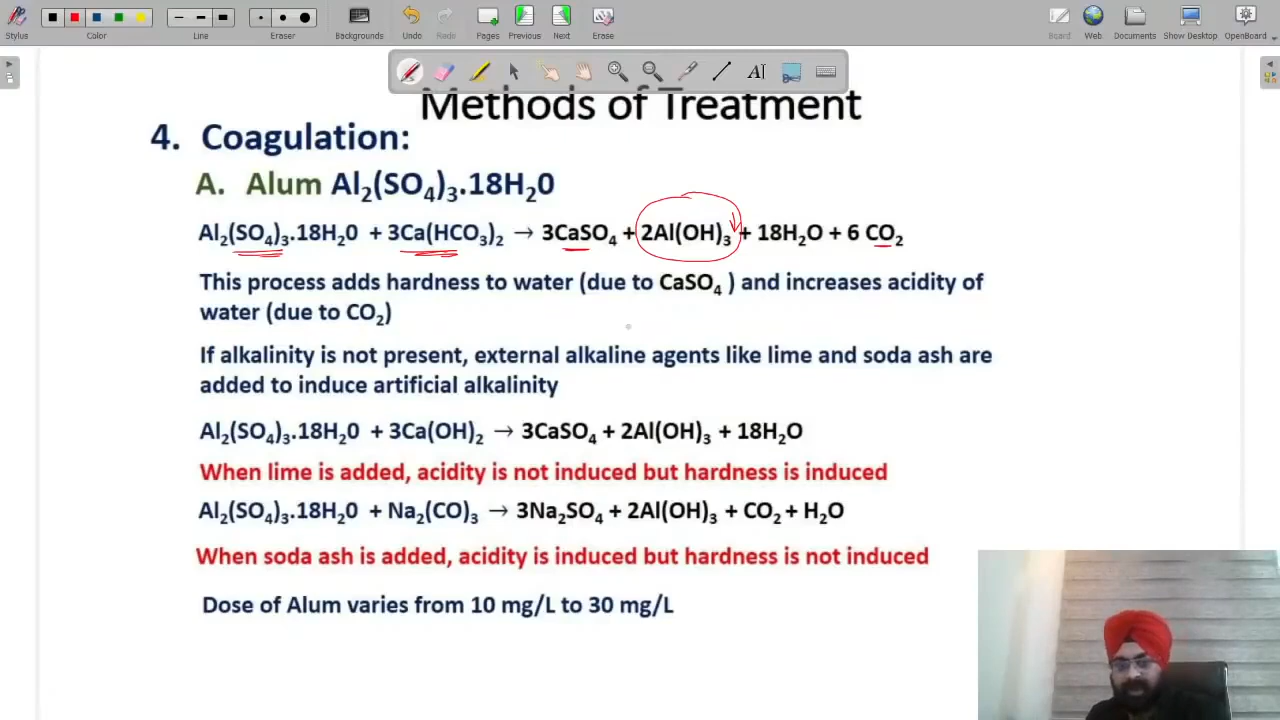 Stylus Color Line Eraser Backgrounds Undo Redo Pages Previous Next Erase Board Web Documents Show Desktop OpenBoard
Methods of Treatment
4. Coagulation:
A. Alum Al₂(SO₄)₃.18H₂0
Al₂(SO₄)₃.18H₂0 + 3Ca(HCO₃)₂ → 3CaSO₄ + 2Al(OH)₃ + 18H₂O + 6 CO₂
This process adds hardness to water (due to CaSO₄ ) and increases acidity of
water (due to CO₂)
If alkalinity is not present, external alkaline agents like lime and soda ash are
added to induce artificial alkalinity
Al₂(SO₄)₃.18H₂0 + 3Ca(OH)₂ → 3CaSO₄ + 2Al(OH)₃ + 18H₂O
When lime is added, acidity is not induced but hardness is induced
Al₂(SO₄)₃.18H₂0 + Na₂(CO)₃ → 3Na₂SO₄ + 2Al(OH)₃ + CO₂ + H₂O
When soda ash is added, acidity is induced but hardness is not induced
Dose of Alum varies from 10 mg/L to 30 mg/L